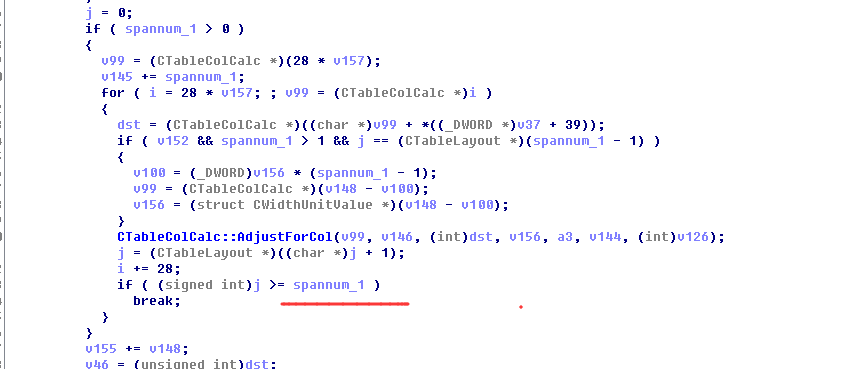 j = 0;
if ( spannum_1 > 0 )
{
v99 = (CTableColCalc *)(28 * v157);
v145 += spannum_1;
for ( i = 28 * v157; ; v99 = (CTableColCalc *)i )
{
dst = (CTableColCalc *)((char *)v99 + *((_DWORD *)v37 + 39));
if ( v152 && spannum_1 > 1 && j == (CTableLayout *)(spannum_1 - 1) )
{
v100 = (_DWORD)v156 * (spannum_1 - 1);
v99 = (CTableColCalc *)(v148 - v100);
v156 = (struct CWidthUnitValue *)(v148 - v100);
}
CTableColCalc::AdjustForCol(v99, v146, (int)dst, v156, a3, v144, (int)v126);
j = (CTableLayout *)((char *)j + 1);
i += 28;
if ( (signed int)j >= spannum_1 )
break;
}
}
v155 += v148;
v46 = (unsigned int)dst;